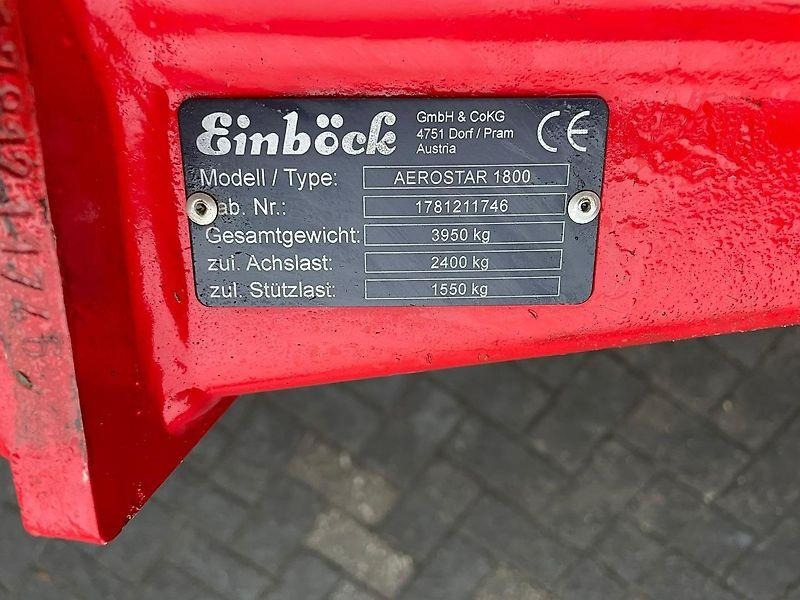 Einböck
GmbH & CoKG
4751 Dorf / Pram
Austria
CE
Modell / Type: AEROSTAR 1800
ab. Nr.: 1781211746
Gesamtgewicht: 3950 kg
zul. Achslast: 2400 kg
zul. Stützlast: 1550 kg